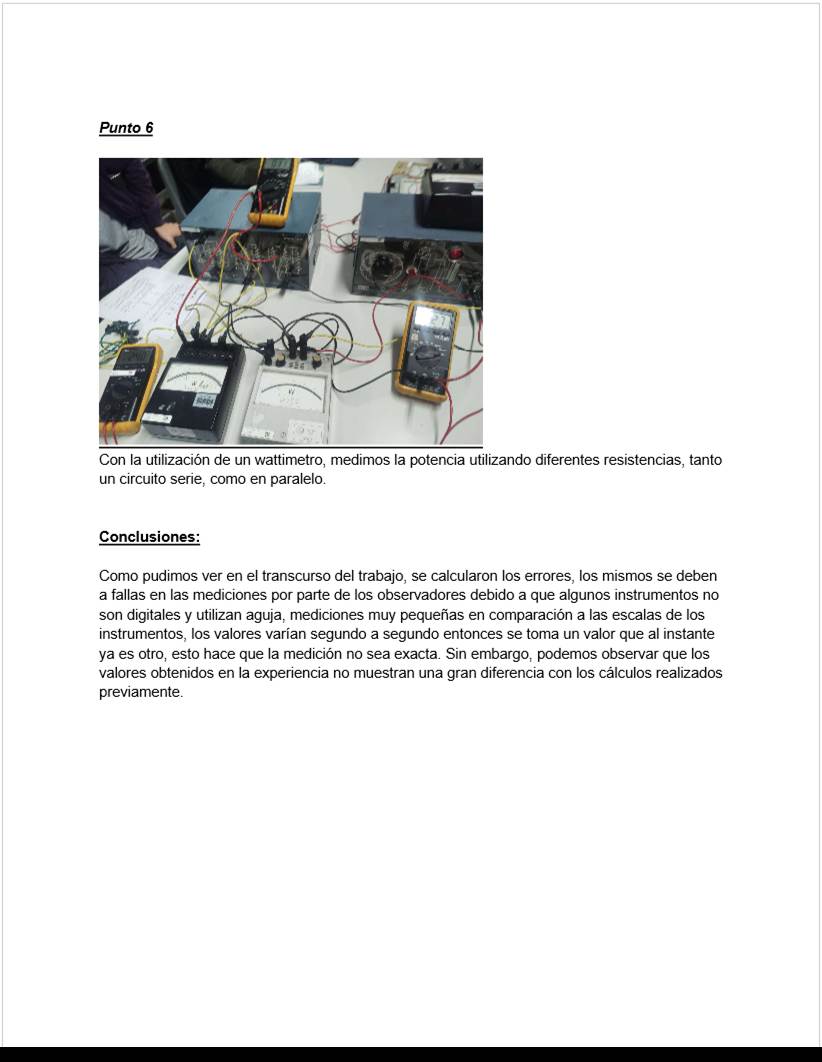 Punto 6
Con la utilización de un wattimetro, medimos la potencia utilizando diferentes resistencias, tanto
un circuito serie, como en paralelo.
Conclusiones:
Como pudimos ver en el transcurso del trabajo, se calcularon los errores, los mismos se deben
a fallas en las mediciones por parte de los observadores debido a que algunos instrumentos no
son digitales y utilizan aguja, mediciones muy pequeñas en comparación a las escalas de los
instrumentos, los valores varían segundo a segundo entonces se toma un valor que al instante
ya es otro, esto hace que la medición no sea exacta. Sin embargo, podemos observar que los
valores obtenidos en la experiencia no muestran una gran diferencia con los cálculos realizados
previamente.